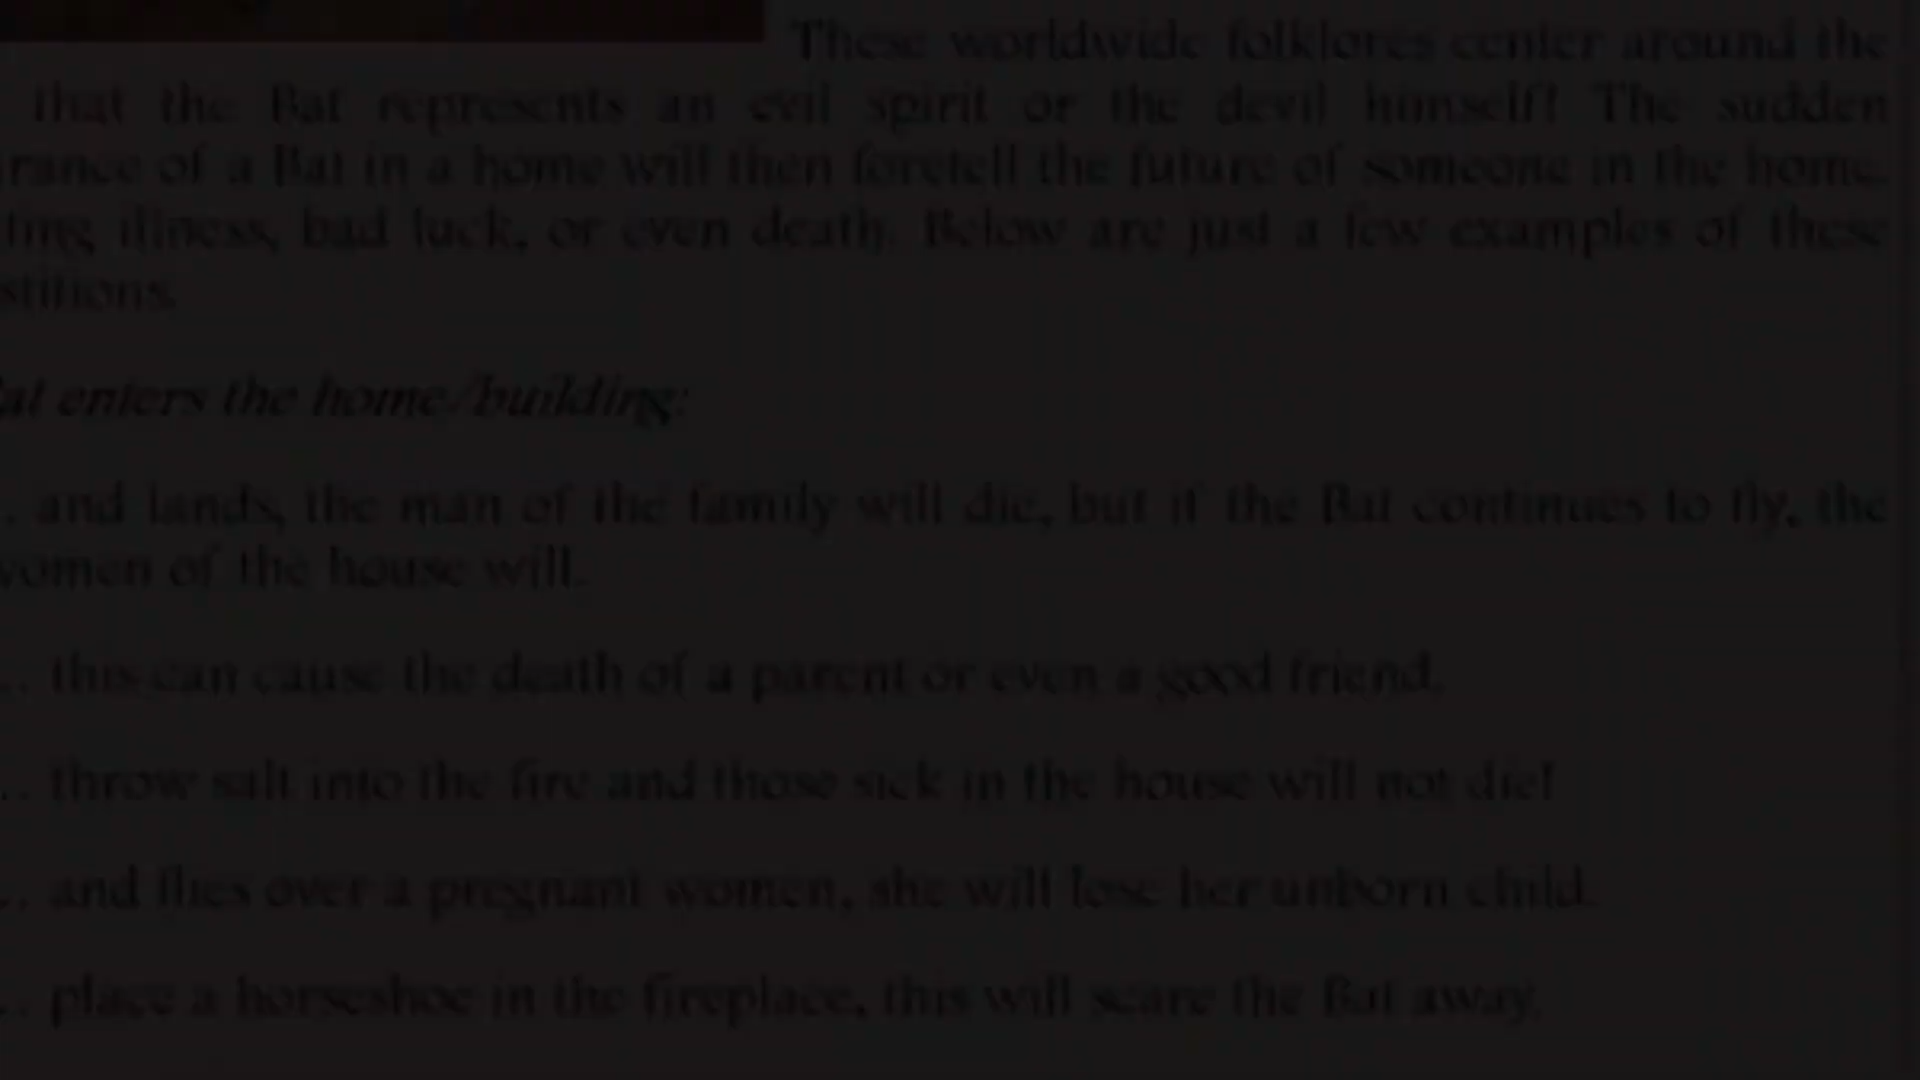 These worldwide folklores center around the
that the Bat represents an evil spirit or the devil himself! The sudden
rance of a Bat in a home will then foretell the future of someone in the home.
ting illness, bad luck, or even death. Below are just a few examples of these
stitions.
at enters the home/building:
. and lands, the man of the family will die, but if the Bat continues to fly, the
women of the house will.
.. this can cause the death of a parent or even a good friend.
.. throw salt into the fire and those sick in the house will not die!
.. and flies over a pregnant women, she will lose her unborn child.
.. place a horseshoe in the fireplace, this will scare the Bat away.